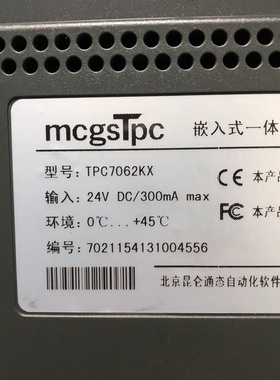 mcgsTpc 嵌入式一体
型号: TPC7062KX
输入: 24V DC/300mA max
环境: 0℃ ...+45℃
编号: 7021154131004556
CE 本产品
FC 本产
北京昆仑通态自动化软件